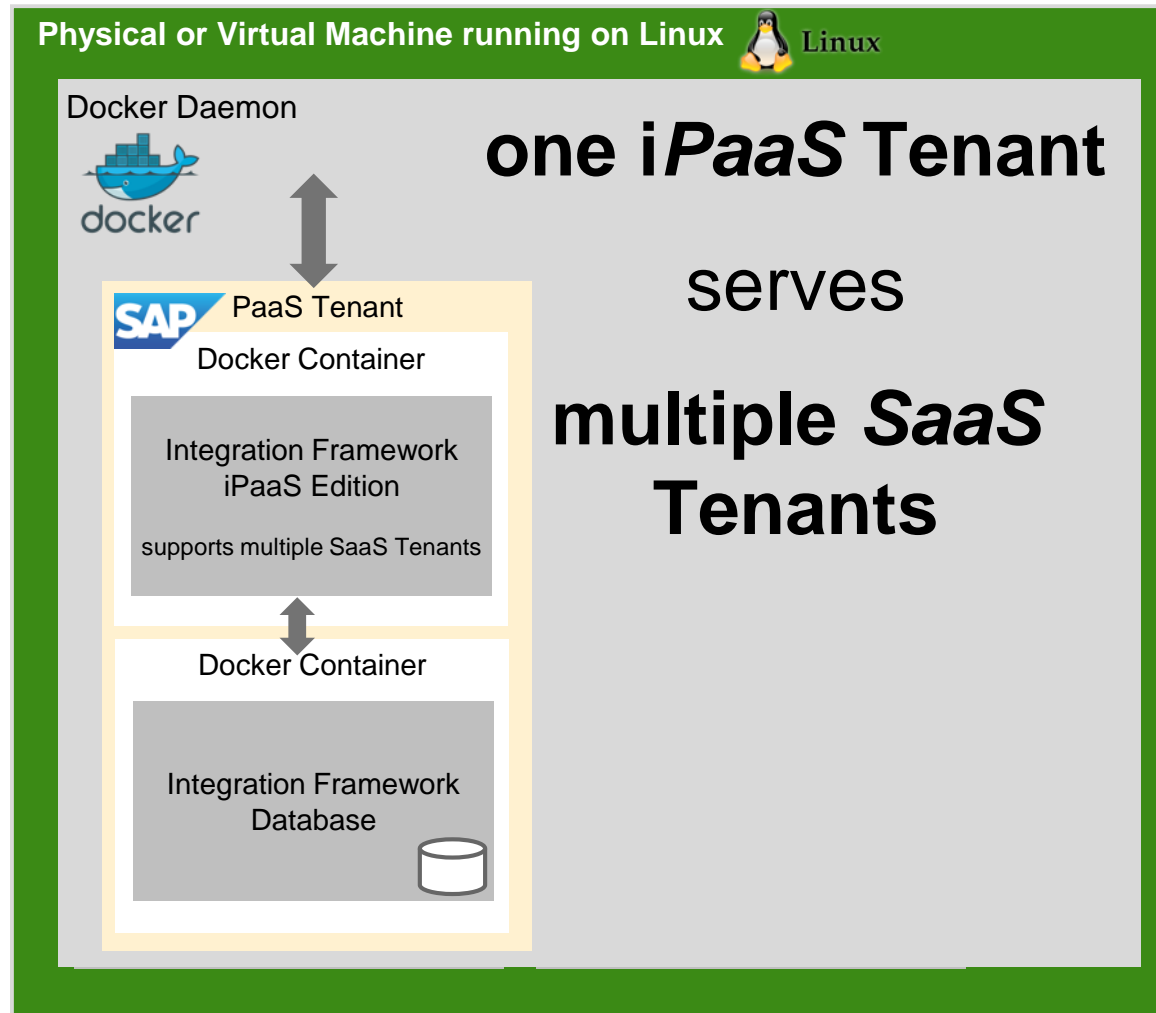 Physical or Virtual Machine running on Linux
Linux
Docker Daemon
docker
one iPaaS Tenant
serves
multiple SaaS
Tenants
SAP
PaaS Tenant
Docker Container
Integration Framework
iPaaS Edition
supports multiple SaaS Tenants
Docker Container
Integration Framework
Database